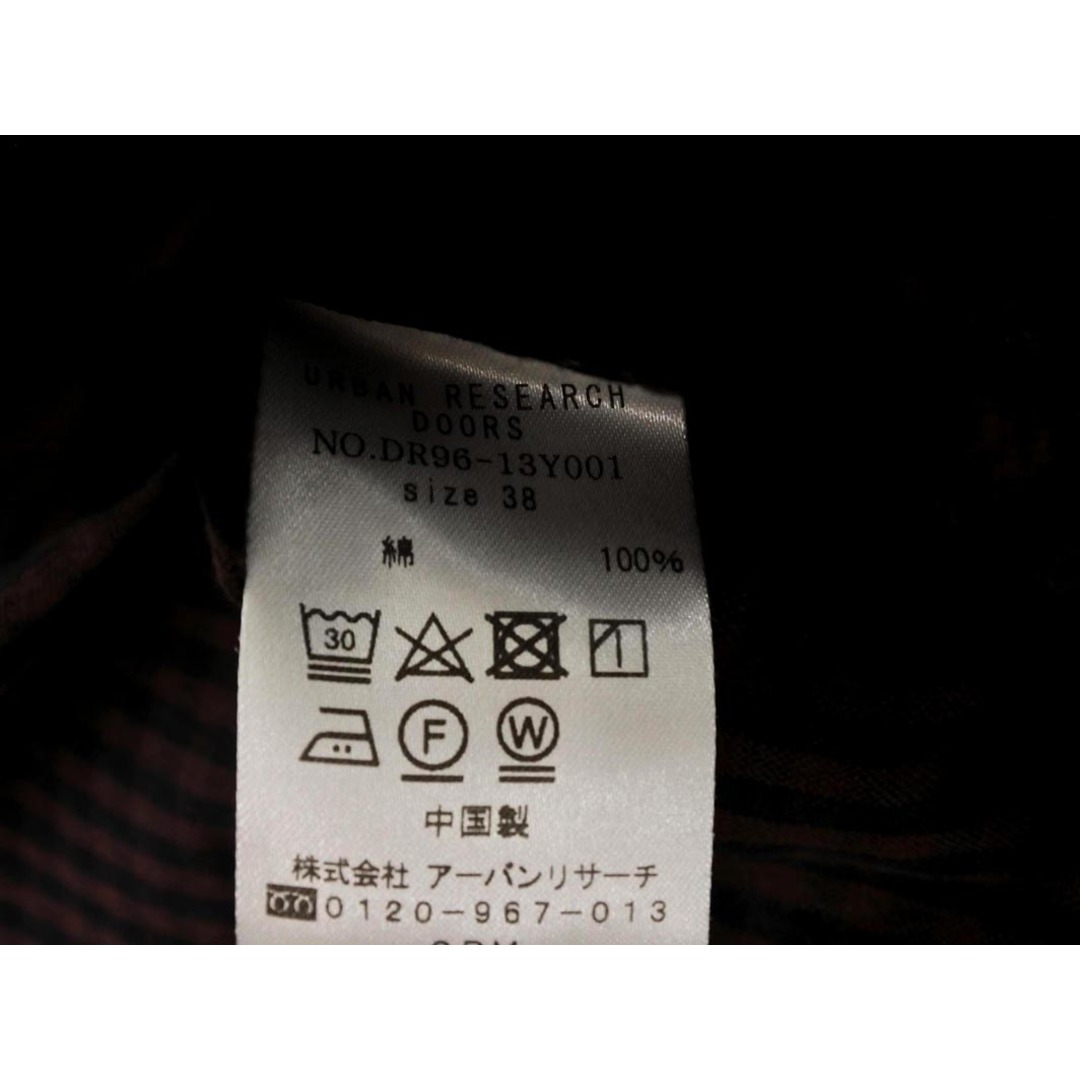 URBAN RESEARCH
DOORS
NO.DR96-13Y001
size 38
綿 100%
30
F W
中国製
株式会社 アーバンリサーチ
0120-967-013